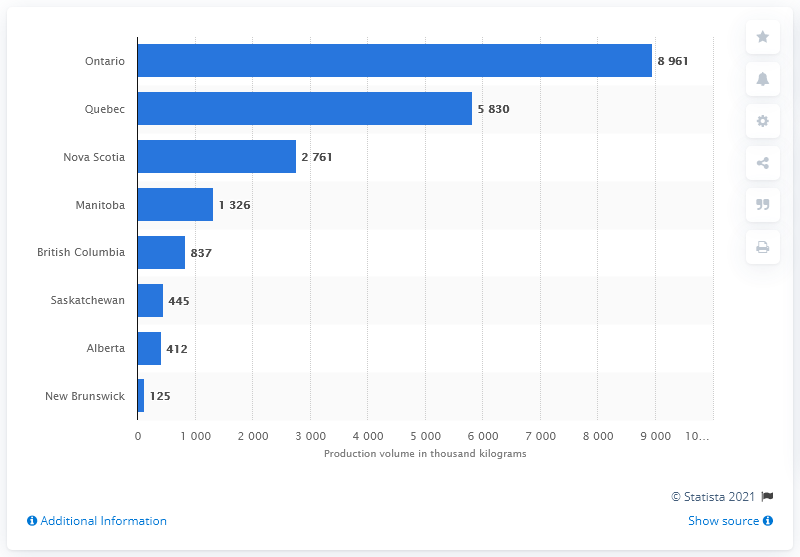 Ontario 8 961
Quebec 5 830
Nova Scotia 2 761
Manitoba 1 326
British Columbia 837
Saskatchewan 445
Alberta 412
New Brunswick 125
0 1 000 2 000 3 000 4 000 5 000 6 000 7 000 8 000 9 000 10...
Production volume in thousand kilograms
© Statista 2021
Additional Information Show source